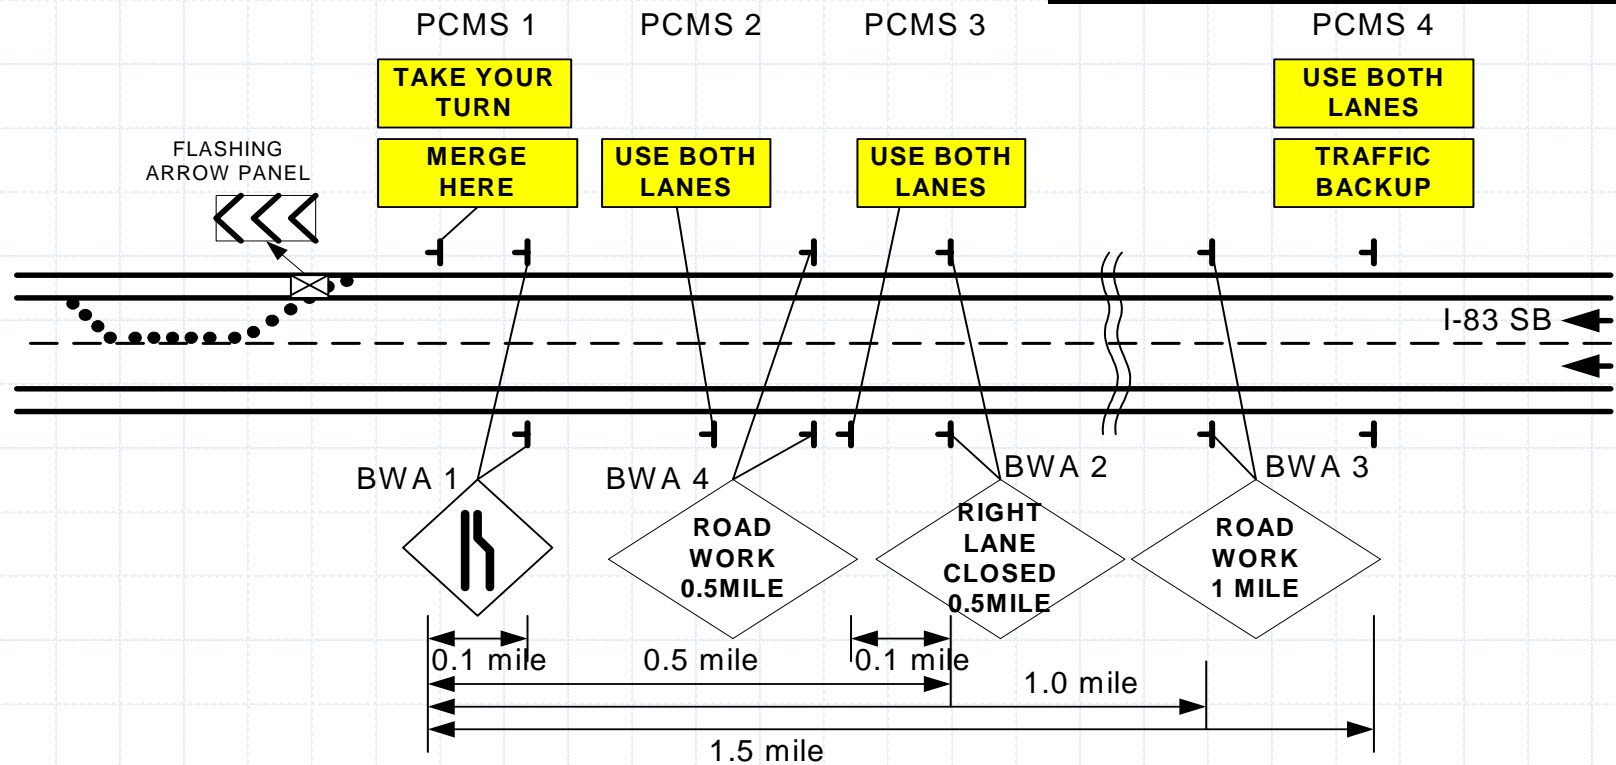 PCMS 1
PCMS 2
PCMS 3
PCMS 4
TAKE YOUR
TURN
USE BOTH
LANES
FLASHING
ARROW PANEL
MERGE
HERE
USE BOTH
LANES
USE BOTH
LANES
TRAFFIC
BACKUP
I-83 SB
BWA 1
BWA 4
BWA 2
BWA 3
ROAD
WORK
0.5MILE
RIGHT
LANE
CLOSED
0.5MILE
ROAD
WORK
1 MILE
0.1 mile
0.5 mile
0.1 mile
1.0 mile
1.5 mile